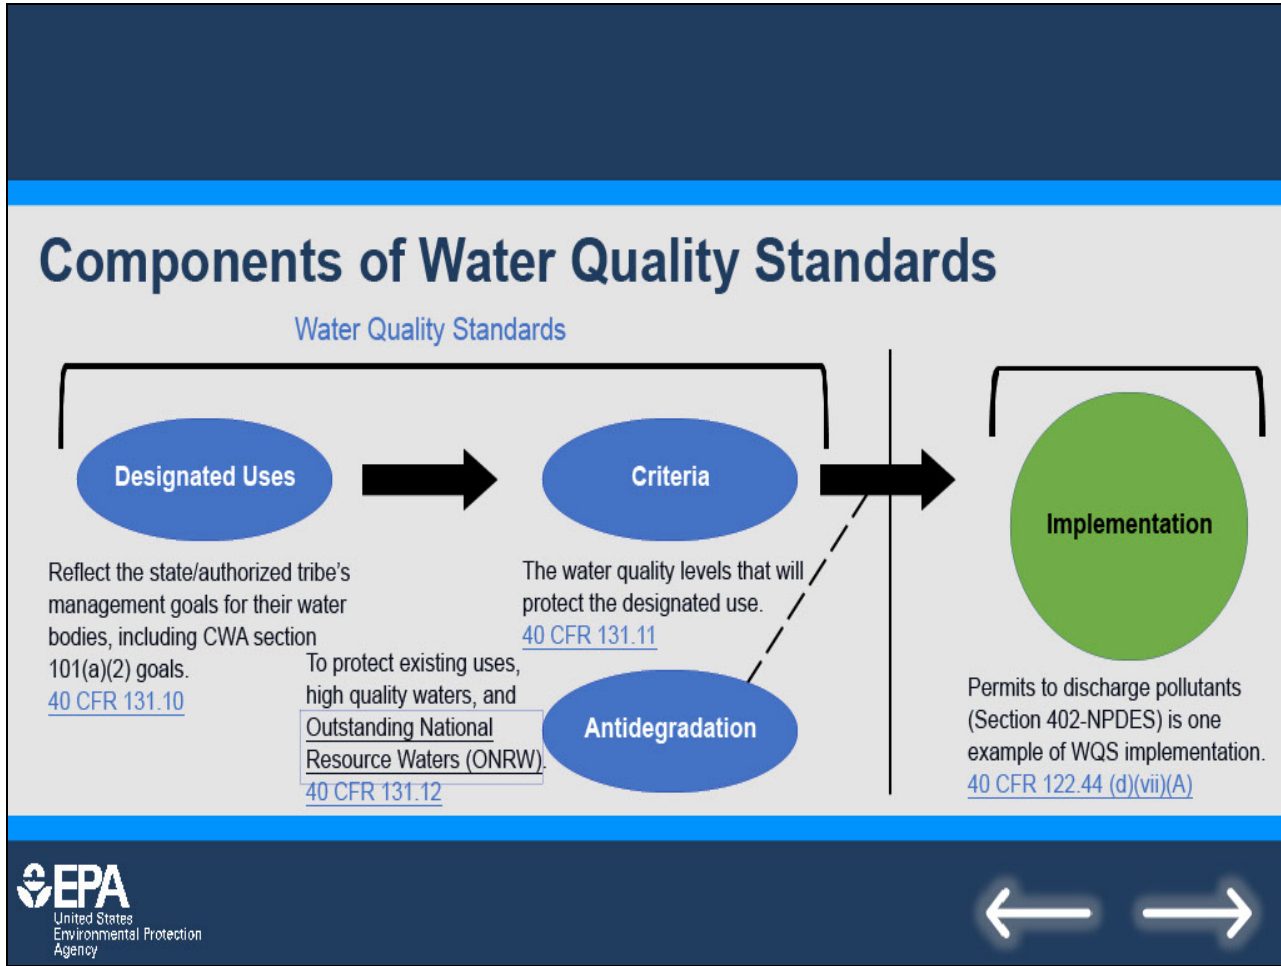 Components of Water Quality Standards
Water Quality Standards
Designated Uses
Reflect the state/authorized tribe's
management goals for their water
bodies, including CWA section
101(a)(2) goals.
40 CFR 131.10
Criteria
The water quality levels that will
protect the designated use.
40 CFR 131.11
To protect existing uses,
high quality waters, and
Outstanding National
Resource Waters (ONRW).
40 CFR 131.12
Antidegradation
Implementation
Permits to discharge pollutants
(Section 402-NPDES) is one
example of WQS implementation.
40 CFR 122.44 (d)(vii)(A)
EPA
United States
Environmental Protection
Agency